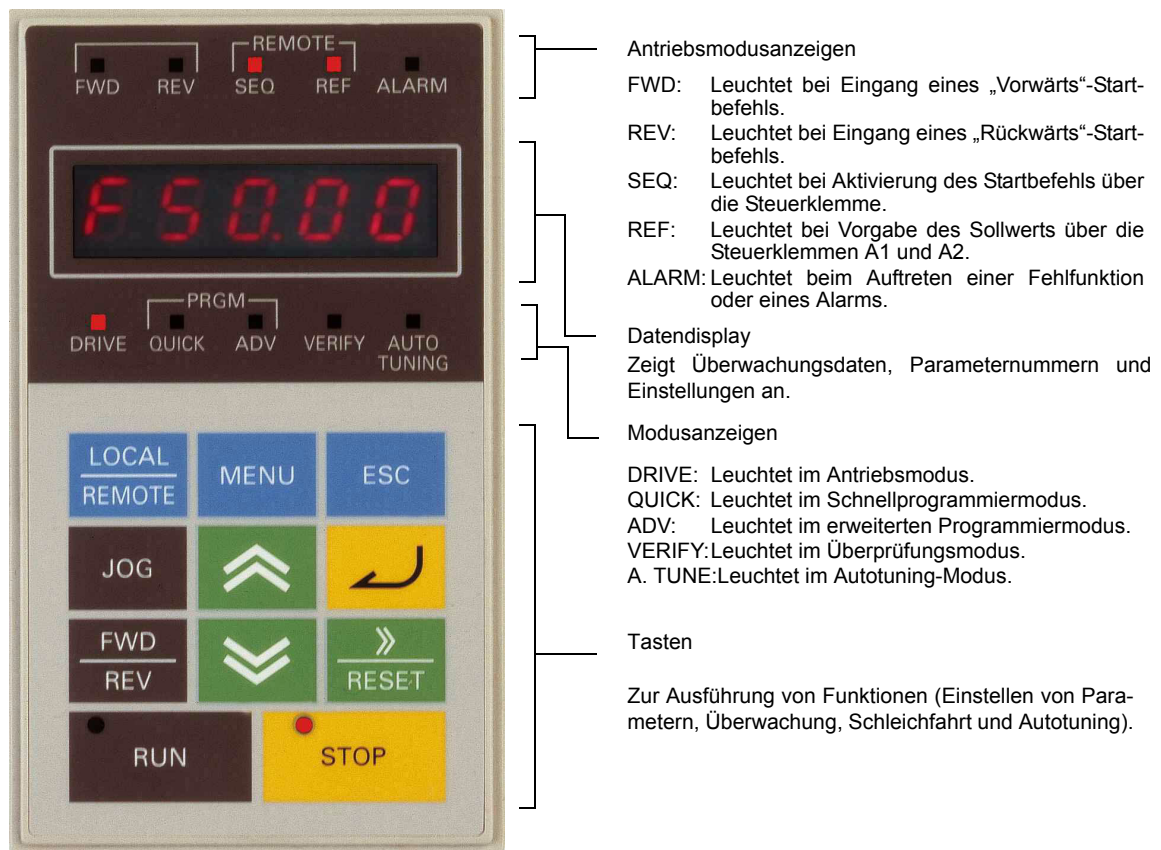 REMOTE
FWD REV SEQ REF ALARM
F50.00
PRGM
DRIVE QUICK ADV VERIFY AUTO
TUNING
LOCAL
REMOTE
MENU
ESC
JOG
FWD
REV
RESET
RUN
STOP
Antriebsmodusanzeigen
FWD: Leuchtet bei Eingang eines „Vorwärts“-Start-
befehls.
REV: Leuchtet bei Eingang eines „Rückwärts“-Start-
befehls.
SEQ: Leuchtet bei Aktivierung des Startbefehls über
die Steuerklemme.
REF: Leuchtet bei Vorgabe des Sollwerts über die
Steuerklemmen A1 und A2.
ALARM: Leuchtet beim Auftreten einer Fehlfunktion
oder eines Alarms.
Datendisplay
Zeigt Überwachungsdaten, Parameternummern und
Einstellungen an.
Modusanzeigen
DRIVE: Leuchtet im Antriebsmodus.
QUICK: Leuchtet im Schnellprogrammiermodus.
ADV: Leuchtet im erweiterten Programmiermodus.
VERIFY:Leuchtet im Überprüfungsmodus.
A. TUNE:Leuchtet im Autotuning-Modus.
Tasten
Zur Ausführung von Funktionen (Einstellen von Para-
metern, Überwachung, Schleichfahrt und Autotuning).